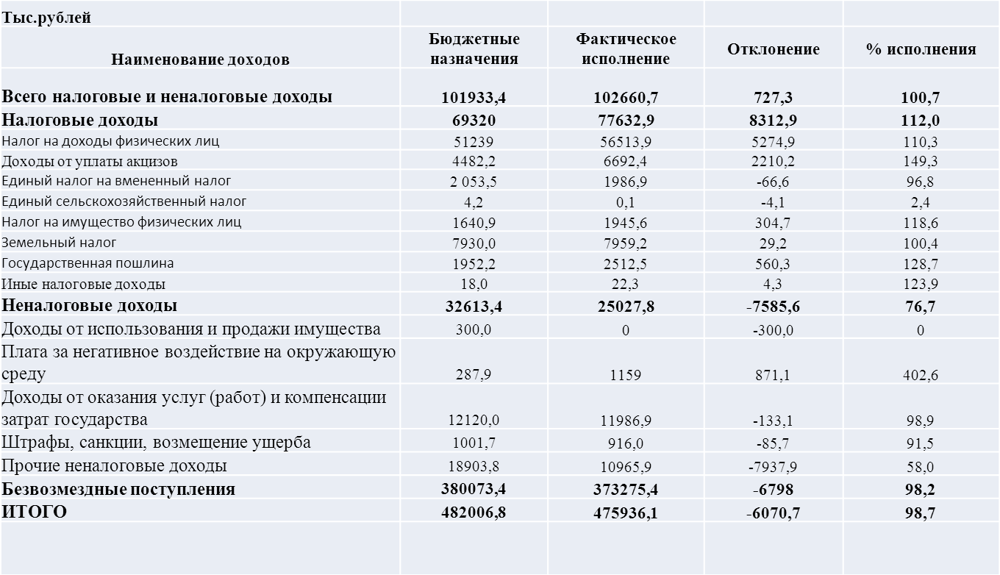 Тыс.рублей
Наименование доходов Бюджетные назначения Фактическое исполнение Отклонение % исполнения
Всего налоговые и неналоговые доходы 101933,4 102660,7 727,3 100,7
Налоговые доходы 69320 77632,9 8312,9 112,0
Налог на доходы физических лиц 51239 56513,9 5274,9 110,3
Доходы от уплаты акцизов 4482,2 6692,4 2210,2 149,3
Единый налог на вмененный налог 2 053,5 1986,9 -66,6 96,8
Единый сельскохозяйственный налог 4,2 0,1 -4,1 2,4
Налог на имущество физических лиц 1640,9 1945,6 304,7 118,6
Земельный налог 7930,0 7959,2 29,2 100,4
Государственная пошлина 1952,2 2512,5 560,3 128,7
Иные налоговые доходы 18,0 22,3 4,3 123,9
Неналоговые доходы 32613,4 25027,8 -7585,6 76,7
Доходы от использования и продажи имущества 300,0 0 -300,0 0
Плата за негативное воздействие на окружающую
среду 287,9 1159 871,1 402,6
Доходы от оказания услуг (работ) и компенсации
затрат государства 12120,0 11986,9 -133,1 98,9
Штрафы, санкции, возмещение ущерба 1001,7 916,0 -85,7 91,5
Прочие неналоговые доходы 18903,8 10965,9 -7937,9 58,0
Безвозмездные поступления 380073,4 373275,4 -6798 98,2
ИТОГО 482006,8 475936,1 -6070,7 98,7